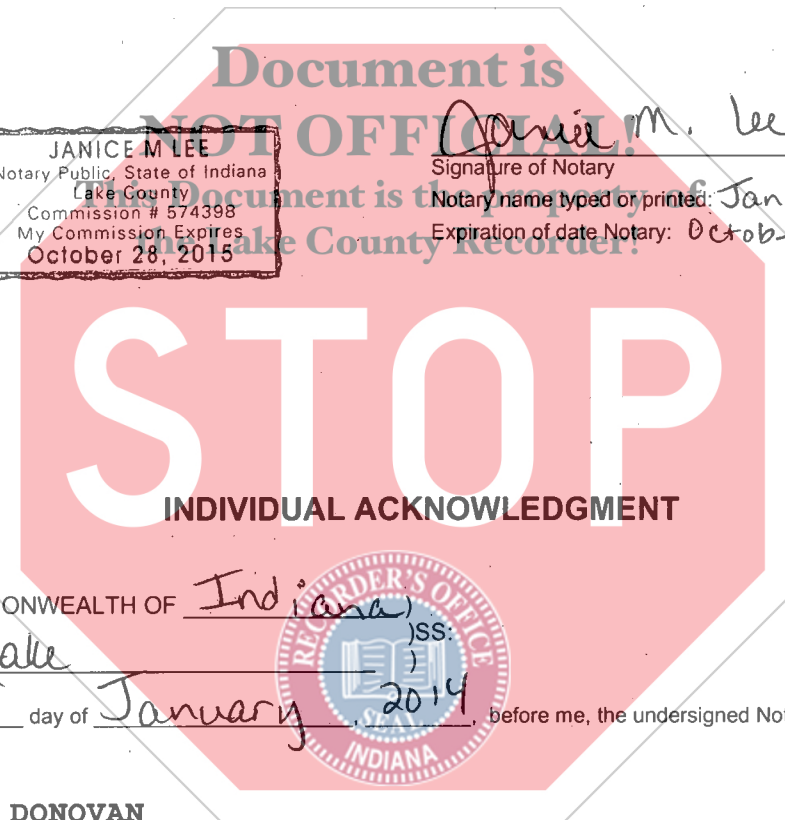 Document is
NOT OFFICIAL!
This Document is the property of
the Lake County Recorder!
JANICE M LEE
Notary Public, State of Indiana
Lake County
Commission # 574398
My Commission Expires
October 28, 2015
Janice M. Lee
Signature of Notary
Notary name typed or printed: Jan
Expiration of date Notary: Octob
STOP
INDIVIDUAL ACKNOWLEDGMENT
ONWEALTH OF Indiana )
)SS:
ake )
day of January, 2014, before me, the undersigned Not
RECORDER'S OFFICE
SEAL
INDIANA
DONOVAN